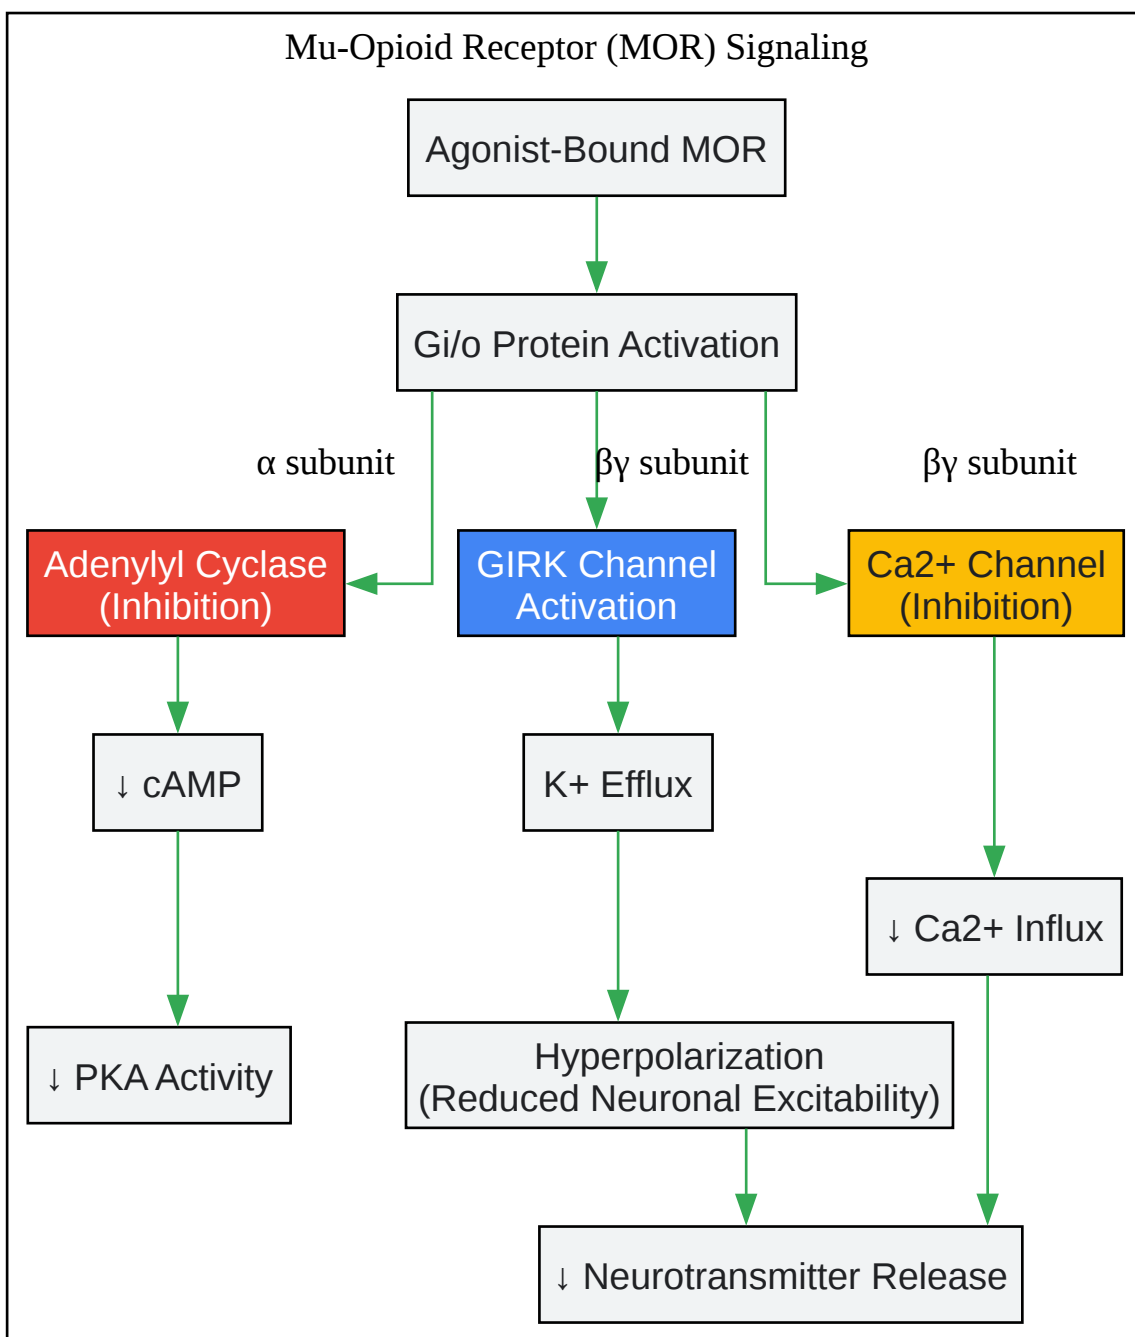 Mu-Opioid Receptor (MOR) Signaling
Agonist-Bound MOR
Gi/o Protein Activation
α subunit
βγ subunit
βγ subunit
Adenylyl Cyclase
(Inhibition)
GIRK Channel
Activation
Ca2+ Channel
(Inhibition)
↓ cAMP
K+ Efflux
↓ Ca2+ Influx
↓ PKA Activity
Hyperpolarization
(Reduced Neuronal Excitability)
↓ Neurotransmitter Release